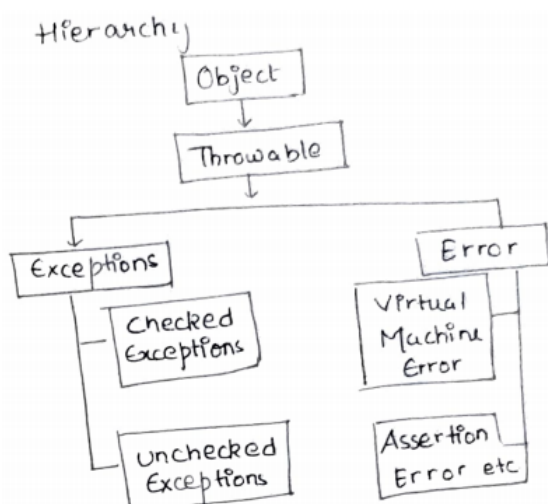 Hierarchy
Object
Throwable
Exceptions
Error
Checked
Exceptions
Virtual
Machine
Error
Unchecked
Exceptions
Assertion
Error etc